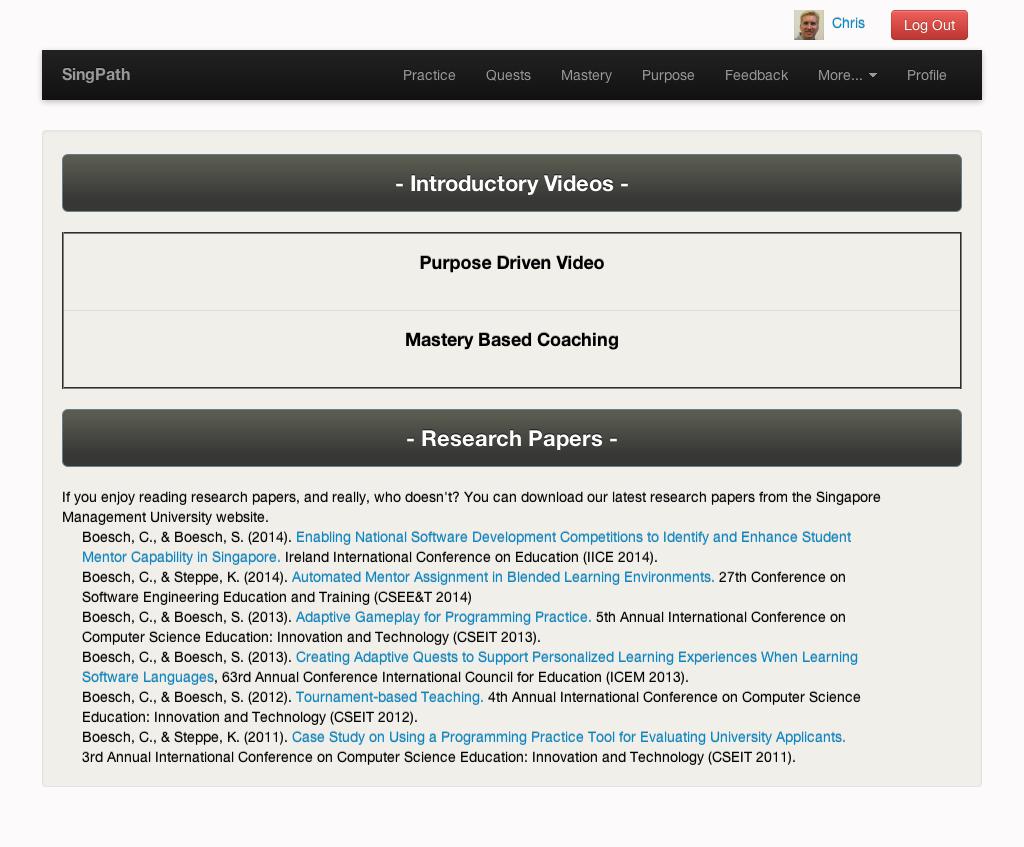 Chris
Log Out
SingPath
Practice
Quests
Mastery
Purpose
Feedback
More...
Profile
- Introductory Videos -
Purpose Driven Video
Mastery Based Coaching
- Research Papers -
If you enjoy reading research papers, and really, who doesn't? You can download our latest research papers from the Singapore
Management University website.
Boesch, C., & Boesch, S. (2014). Enabling National Software Development Competitions to Identify and Enhance Student
Mentor Capability in Singapore. Ireland International Conference on Education (IICE 2014).
Boesch, C., & Steppe, K. (2014). Automated Mentor Assignment in Blended Learning Environments. 27th Conference on
Software Engineering Education and Training (CSEE&T 2014)
Boesch, C., & Boesch, S. (2013). Adaptive Gameplay for Programming Practice. 5th Annual International Conference on
Computer Science Education: Innovation and Technology (CSEIT 2013).
Boesch, C., & Boesch, S. (2013). Creating Adaptive Quests to Support Personalized Learning Experiences When Learning
Software Languages, 63rd Annual Conference International Council for Education (ICEM 2013).
Boesch, C., & Boesch, S. (2012). Tournament-based Teaching. 4th Annual International Conference on Computer Science
Education: Innovation and Technology (CSEIT 2012).
Boesch, C., & Steppe, K. (2011). Case Study on Using a Programming Practice Tool for Evaluating University Applicants.
3rd Annual International Conference on Computer Science Education: Innovation and Technology (CSEIT 2011).